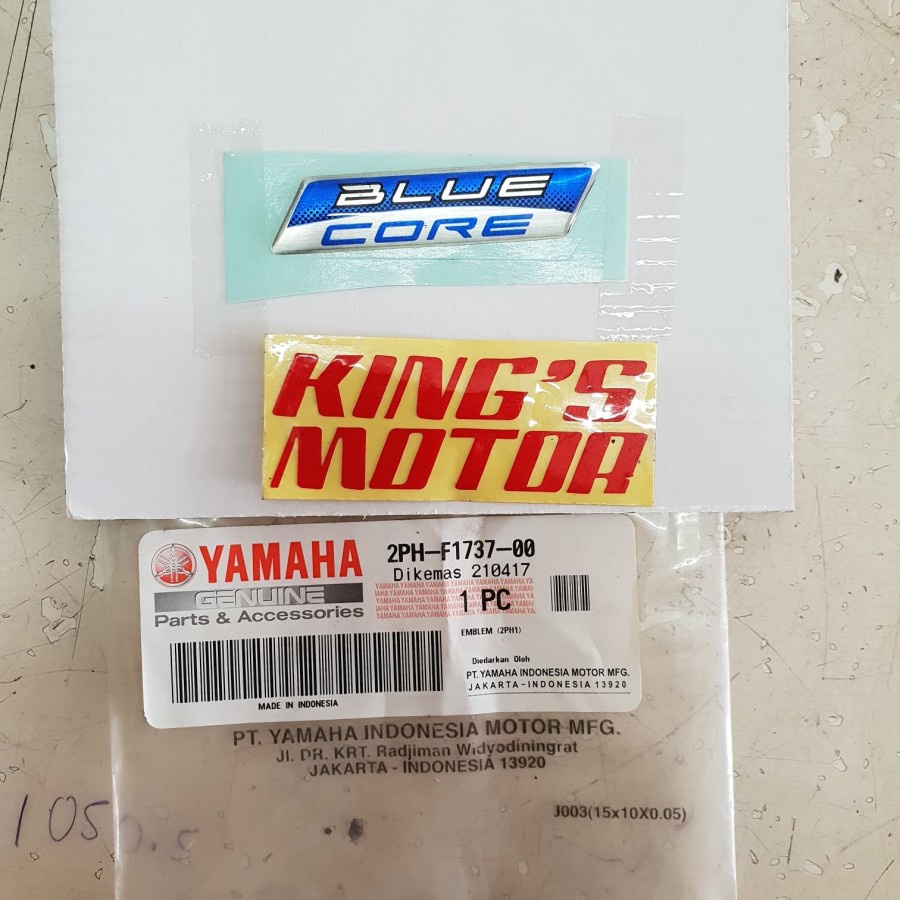 BLUE
CORE
KING'S
MOTOR
YAMAHA
GENUINE
Parts & Accessories
2PH-F1737-00
Dikemas 210417
1 PC
EMBLEM (2PH1)
Diedarkan Oleh
PT. YAMAHA INDONESIA MOTOR MFG.
JAKARTA-INDONESIA 13920
MADE IN INDONESIA
PT. YAMAHA INDONESIA MOTOR MFG.
Jl. DR. KRT. Radjiman Widyodiningrat
JAKARTA - INDONESIA 13920
J003(15x10X0.05)